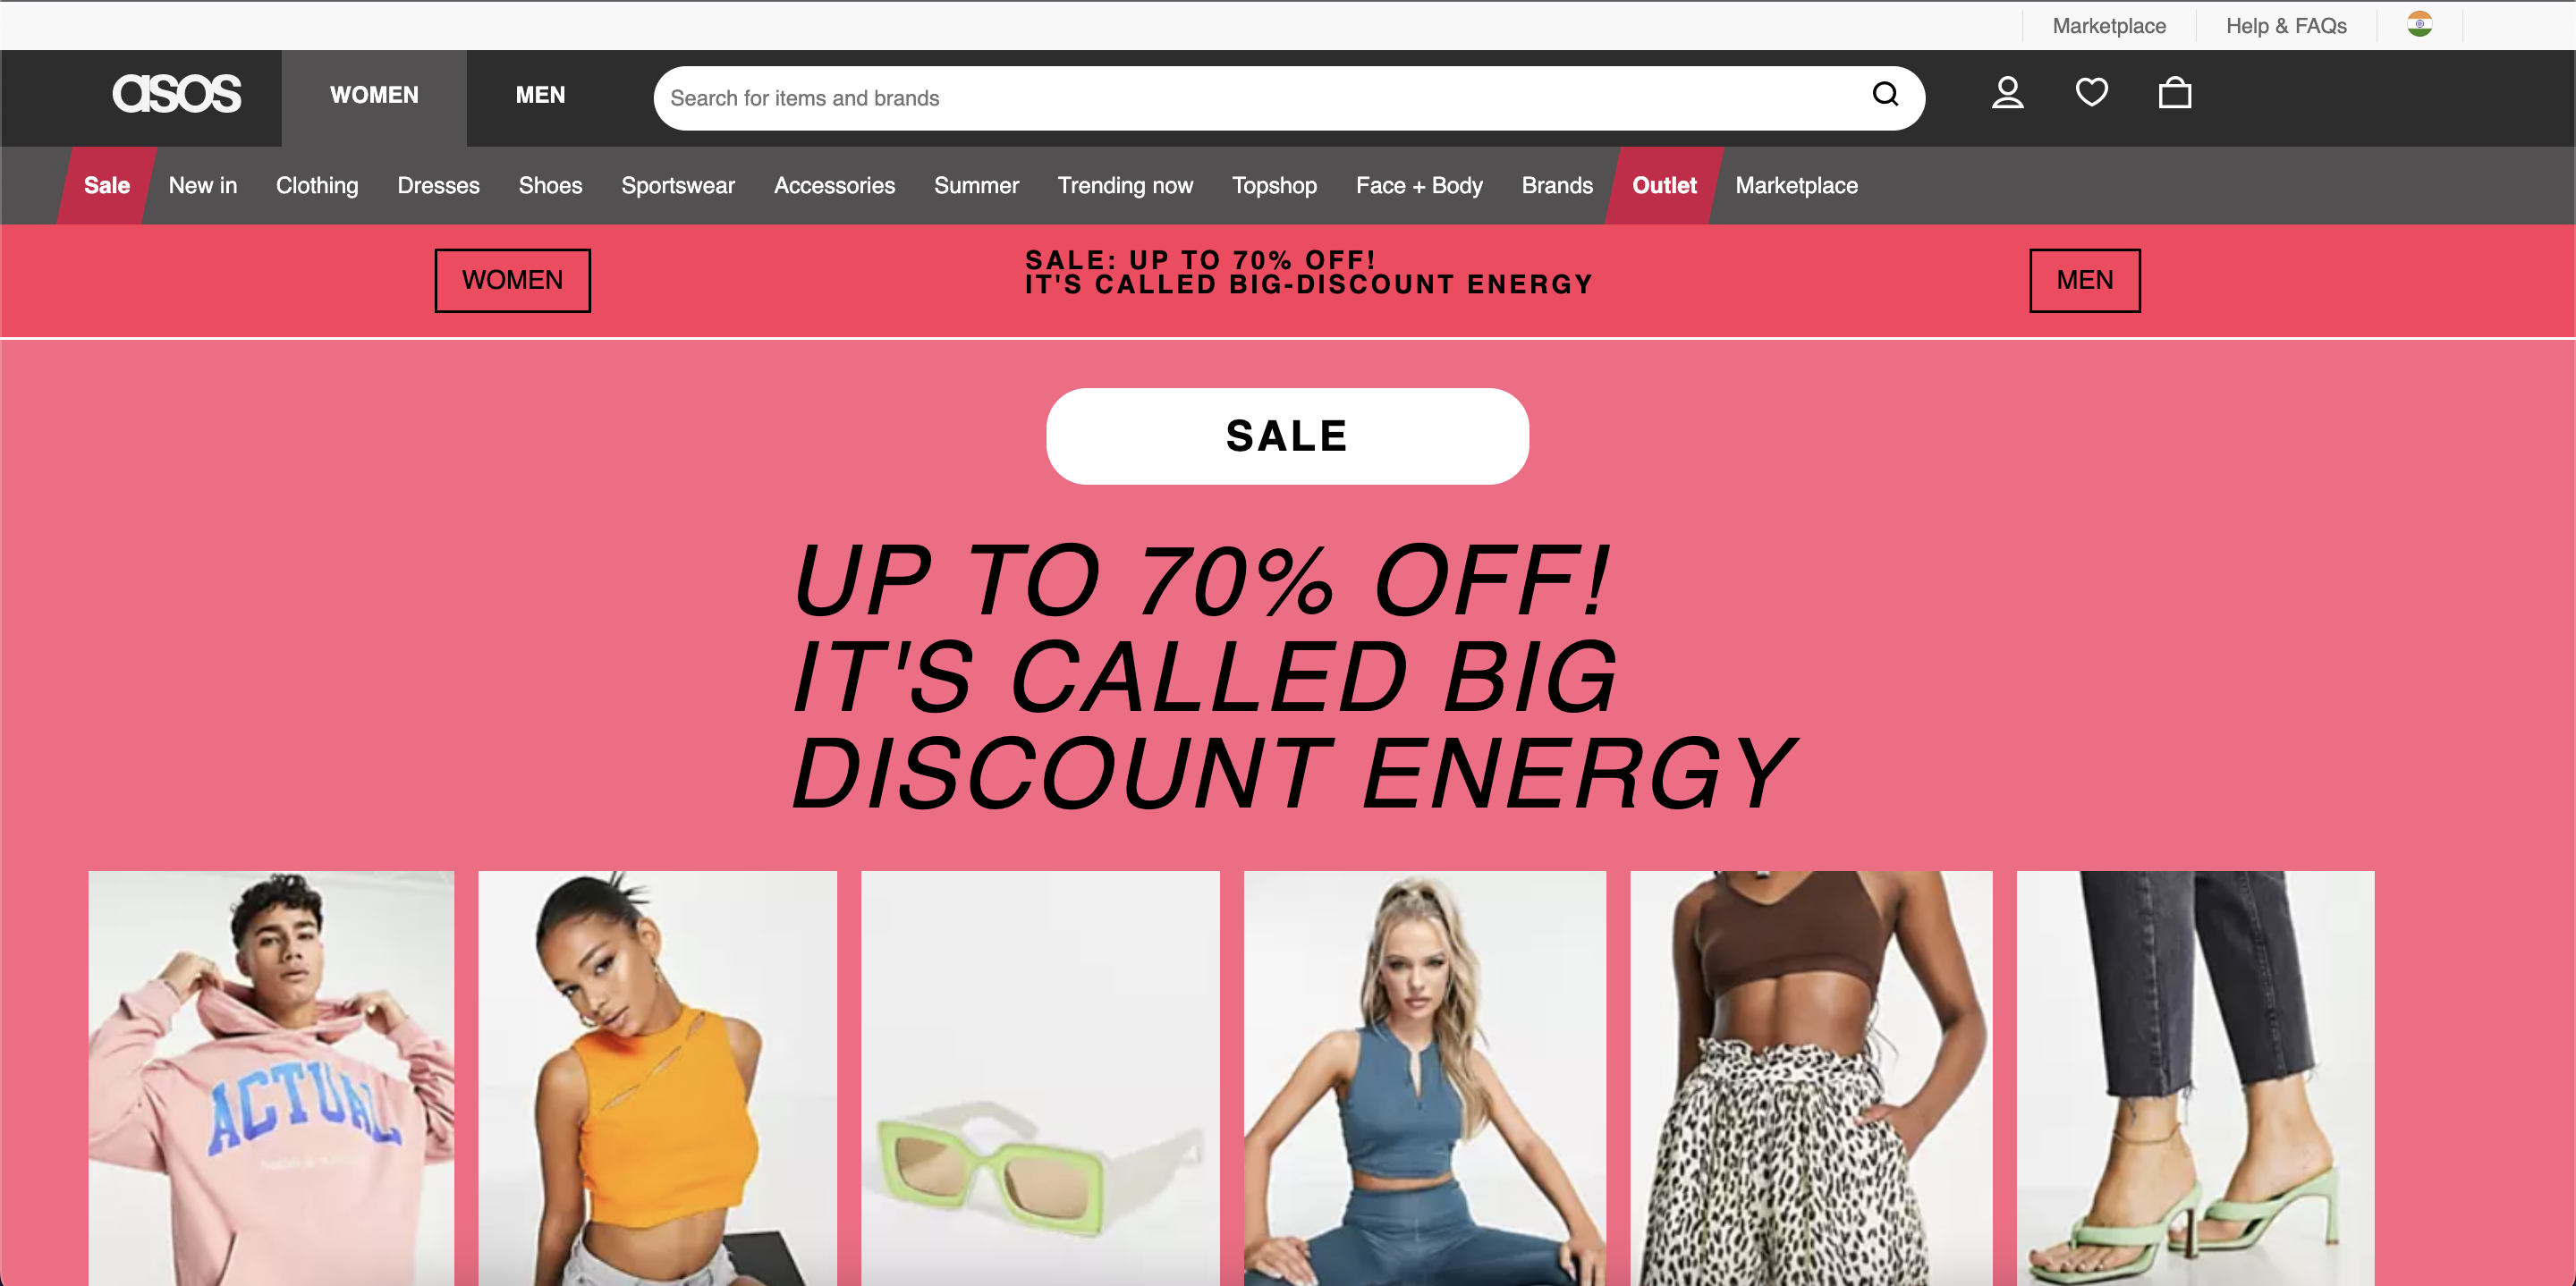 Marketplace
Help & FAQs
asos
WOMEN
MEN
Search for items and brands
Sale
New in
Clothing
Dresses
Shoes
Sportswear
Accessories
Summer
Trending now
Topshop
Face + Body
Brands
Outlet
Marketplace
WOMEN
SALE: UP TO 70% OFF!
IT'S CALLED BIG-DISCOUNT ENERGY
MEN
SALE
UP TO 70% OFF!
IT'S CALLED BIG
DISCOUNT ENERGY
ACTUAL